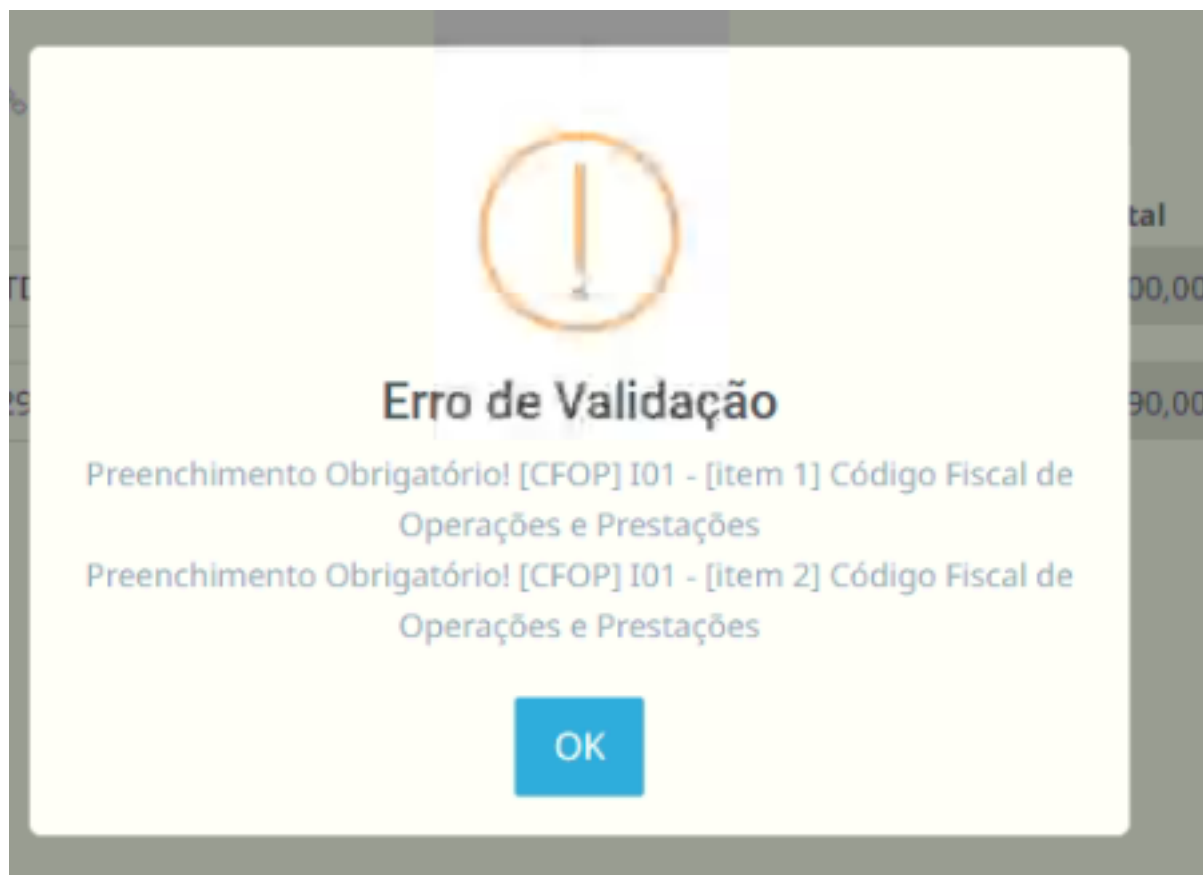 tal
00,00
90,00
Erro de Validação
Preenchimento Obrigatório! [CFOP] I01 - [item 1] Código Fiscal de
Operações e Prestações
Preenchimento Obrigatório! [CFOP] I01 - [item 2] Código Fiscal de
Operações e Prestações
OK